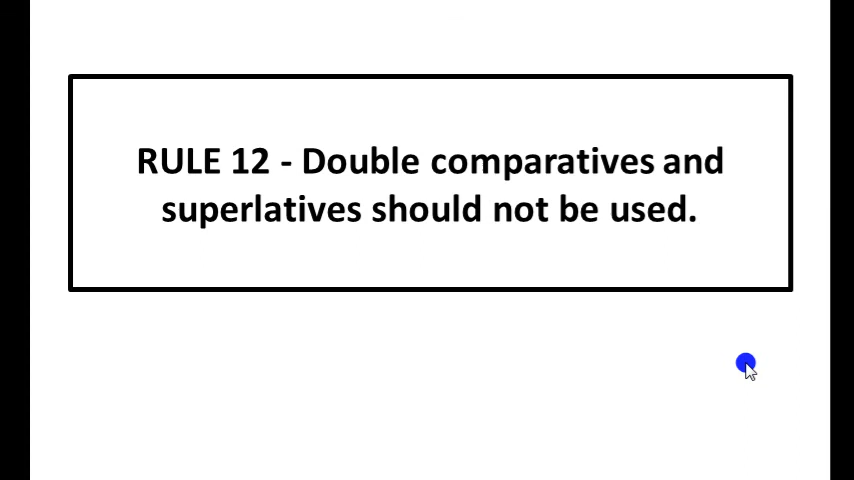 RULE 12 - Double comparatives and
superlatives should not be used.